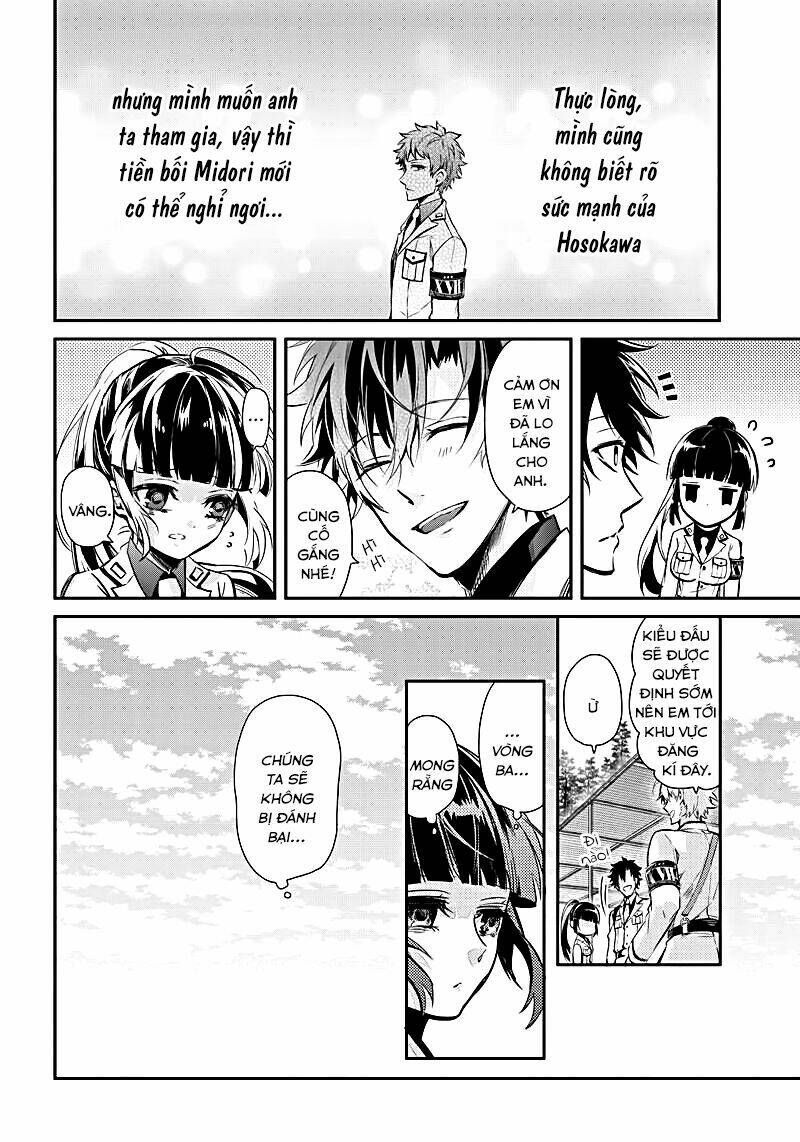 Thực lòng,
mình cũng
không biết rõ
sức mạnh của
Hosokawa
nhưng mình muốn anh
ta tham gia, vậy thì
tiền bối Midori mới
có thể nghỉ ngơi...
XVII
CẢM ƠN
EM VÌ
ĐÃ LO
LẮNG
CHO
ANH.
CÙNG
CỐ
GẮNG
NHÉ!
HÌ
HÌ
...
VÂNG.
KIỂU ĐẤU
SẼ ĐƯỢC
QUYẾT
ĐỊNH SỚM
NÊN EM TỚI
KHU VỰC
ĐĂNG
KÍ ĐÂY.
Ừ
Đi
nào!
...
VÒNG
BA...
MONG
RẰNG
CHÚNG
TA SẼ
KHÔNG
BỊ ĐÁNH
BẠI...